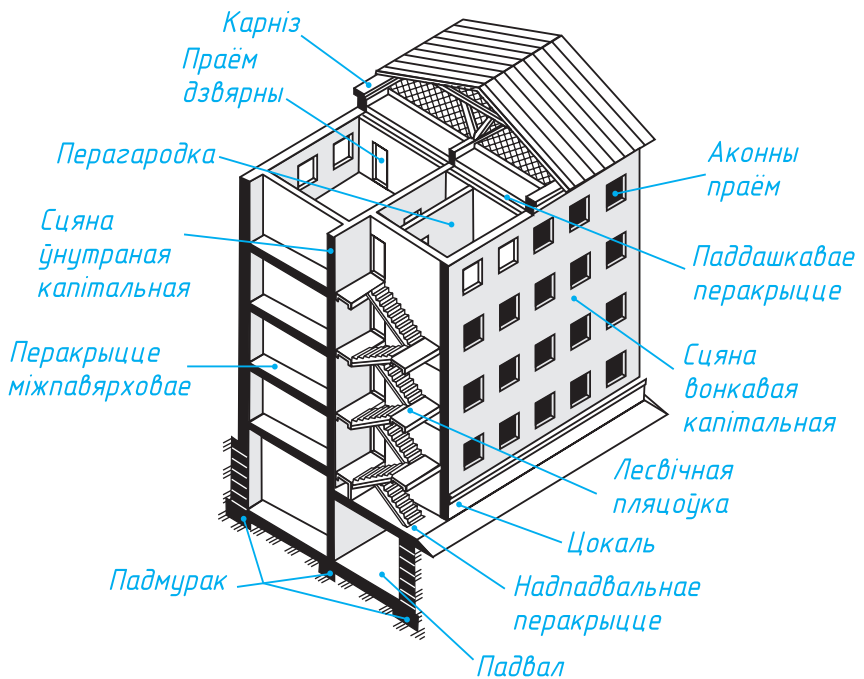 Карніз
Праём
дзвярны
Перагародка
Сцяна
ўнутраная
капітальная
Перакрыцце
міжпавярховае
Падмурак
Аконны
праём
Паддашкавае
перакрыцце
Сцяна
вонкавая
капітальная
Лесвічная
пляцоўка
Цокаль
Надпадвальнае
перакрыцце
Падвал